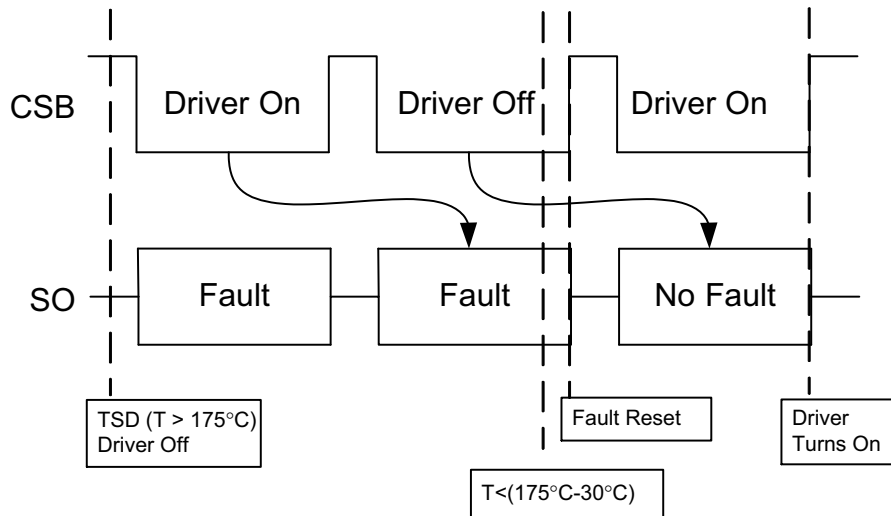 CSB
Driver On
Driver Off
Driver On
SO
Fault
Fault
No Fault
TSD (T > 175°C)
Driver Off
T<(175°C-30°C)
Fault Reset
Driver
Turns On